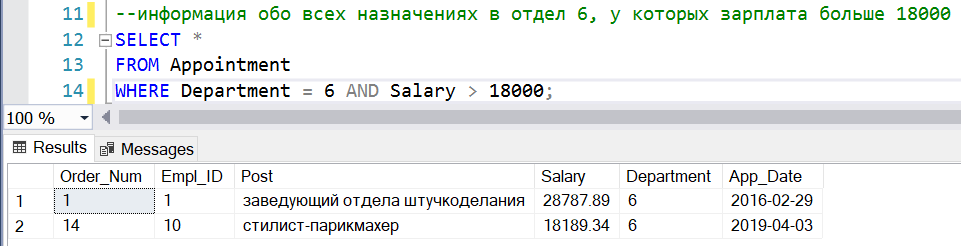 11 --информация обо всех назначениях в отдел 6, у которых зарплата больше 18000
12 SELECT *
13 FROM Appointment
14 WHERE Department = 6 AND Salary > 18000;
100 %
Results Messages
Order_Num Empl_ID Post Salary Department App_Date
1 1 1 заведующий отдела штучкоделания 28787.89 6 2016-02-29
2 14 10 стилист-парикмахер 18189.34 6 2019-04-03